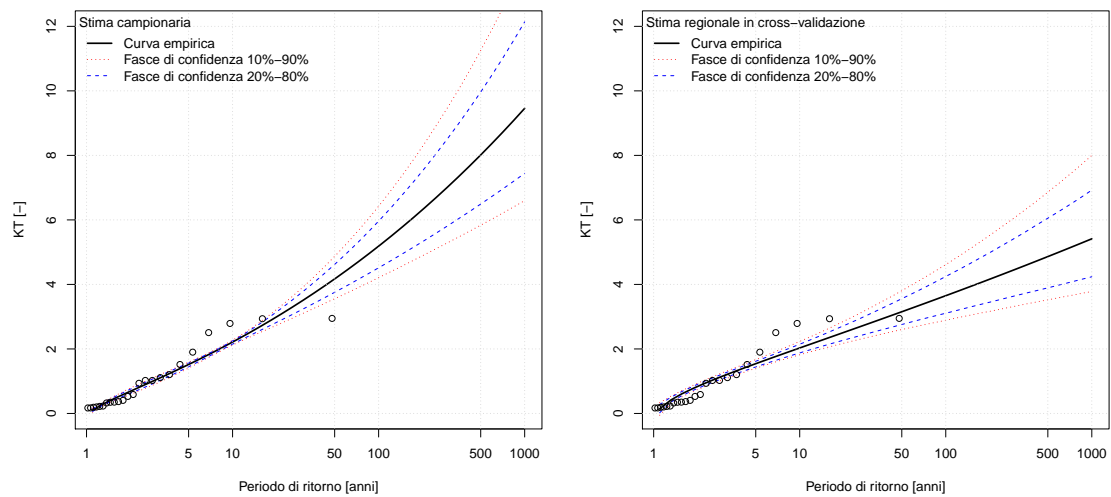 Stima campionaria
Curva empirica
Fasce di confidenza 10%−90%
Fasce di confidenza 20%−80%
KT [−]
12
10
8
6
4
2
0
1 5 10 50 100 500 1000
Periodo di ritorno [anni]
Stima regionale in cross−validazione
Curva empirica
Fasce di confidenza 10%−90%
Fasce di confidenza 20%−80%
KT [−]
12
10
8
6
4
2
0
1 5 10 50 100 500 1000
Periodo di ritorno [anni]